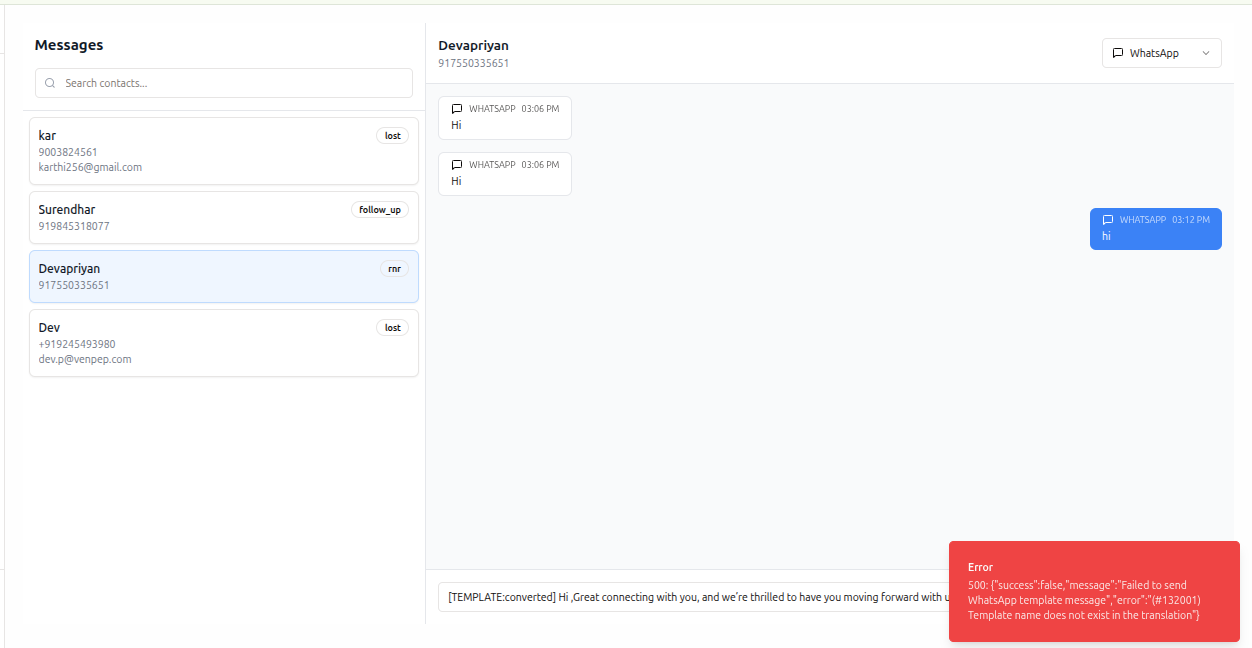 Messages
Search contacts...
kar
lost
9003824561
karthi256@gmail.com
Surendhar
follow_up
919845318077
Devapriyan
rnr
917550335651
Dev
lost
+919245493980
dev.p@venpep.com
Devapriyan
917550335651
WhatsApp
WHATSAPP 03:06 PM
Hi
WHATSAPP 03:06 PM
Hi
WHATSAPP 03:12 PM
hi
[TEMPLATE:converted] Hi ,Great connecting with you, and we're thrilled to have you moving forward with
Error
500: {"success":false,"message":"Failed to send
WhatsApp template message","error":"(#132001)
Template name does not exist in the translation"}